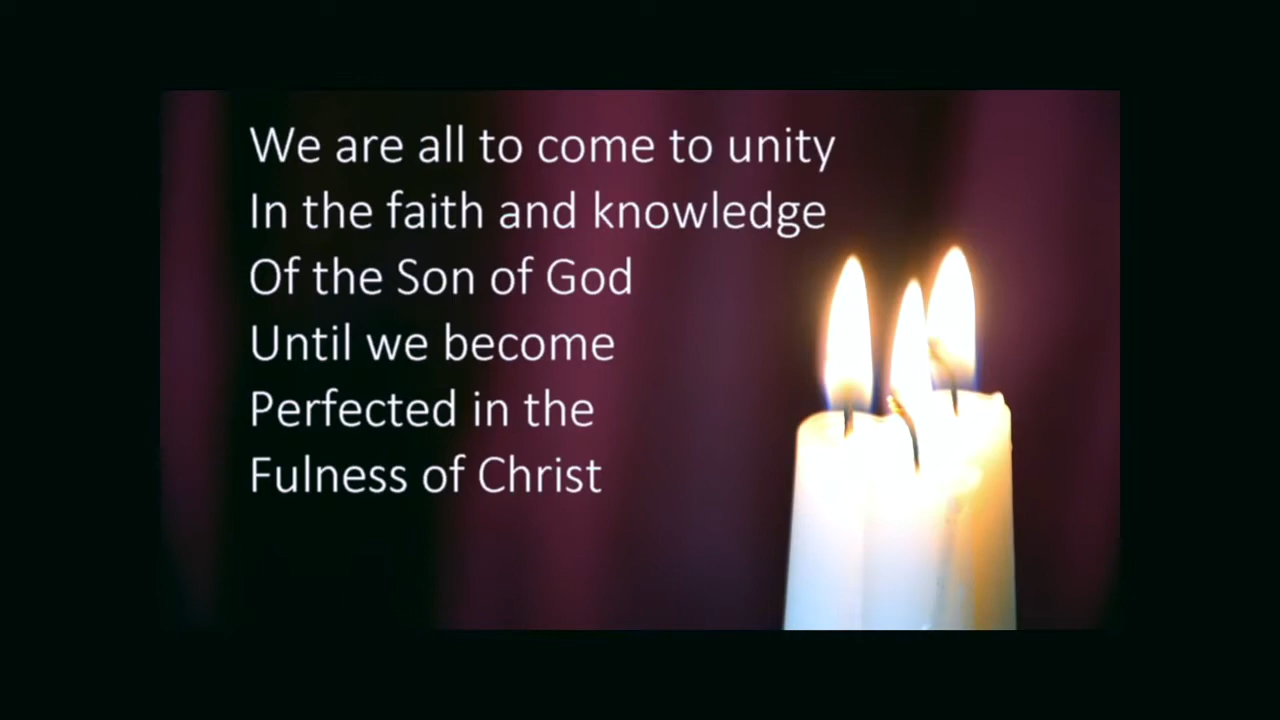 We are all to come to unity
In the faith and knowledge
Of the Son of God
Until we become
Perfected in the
Fulness of Christ